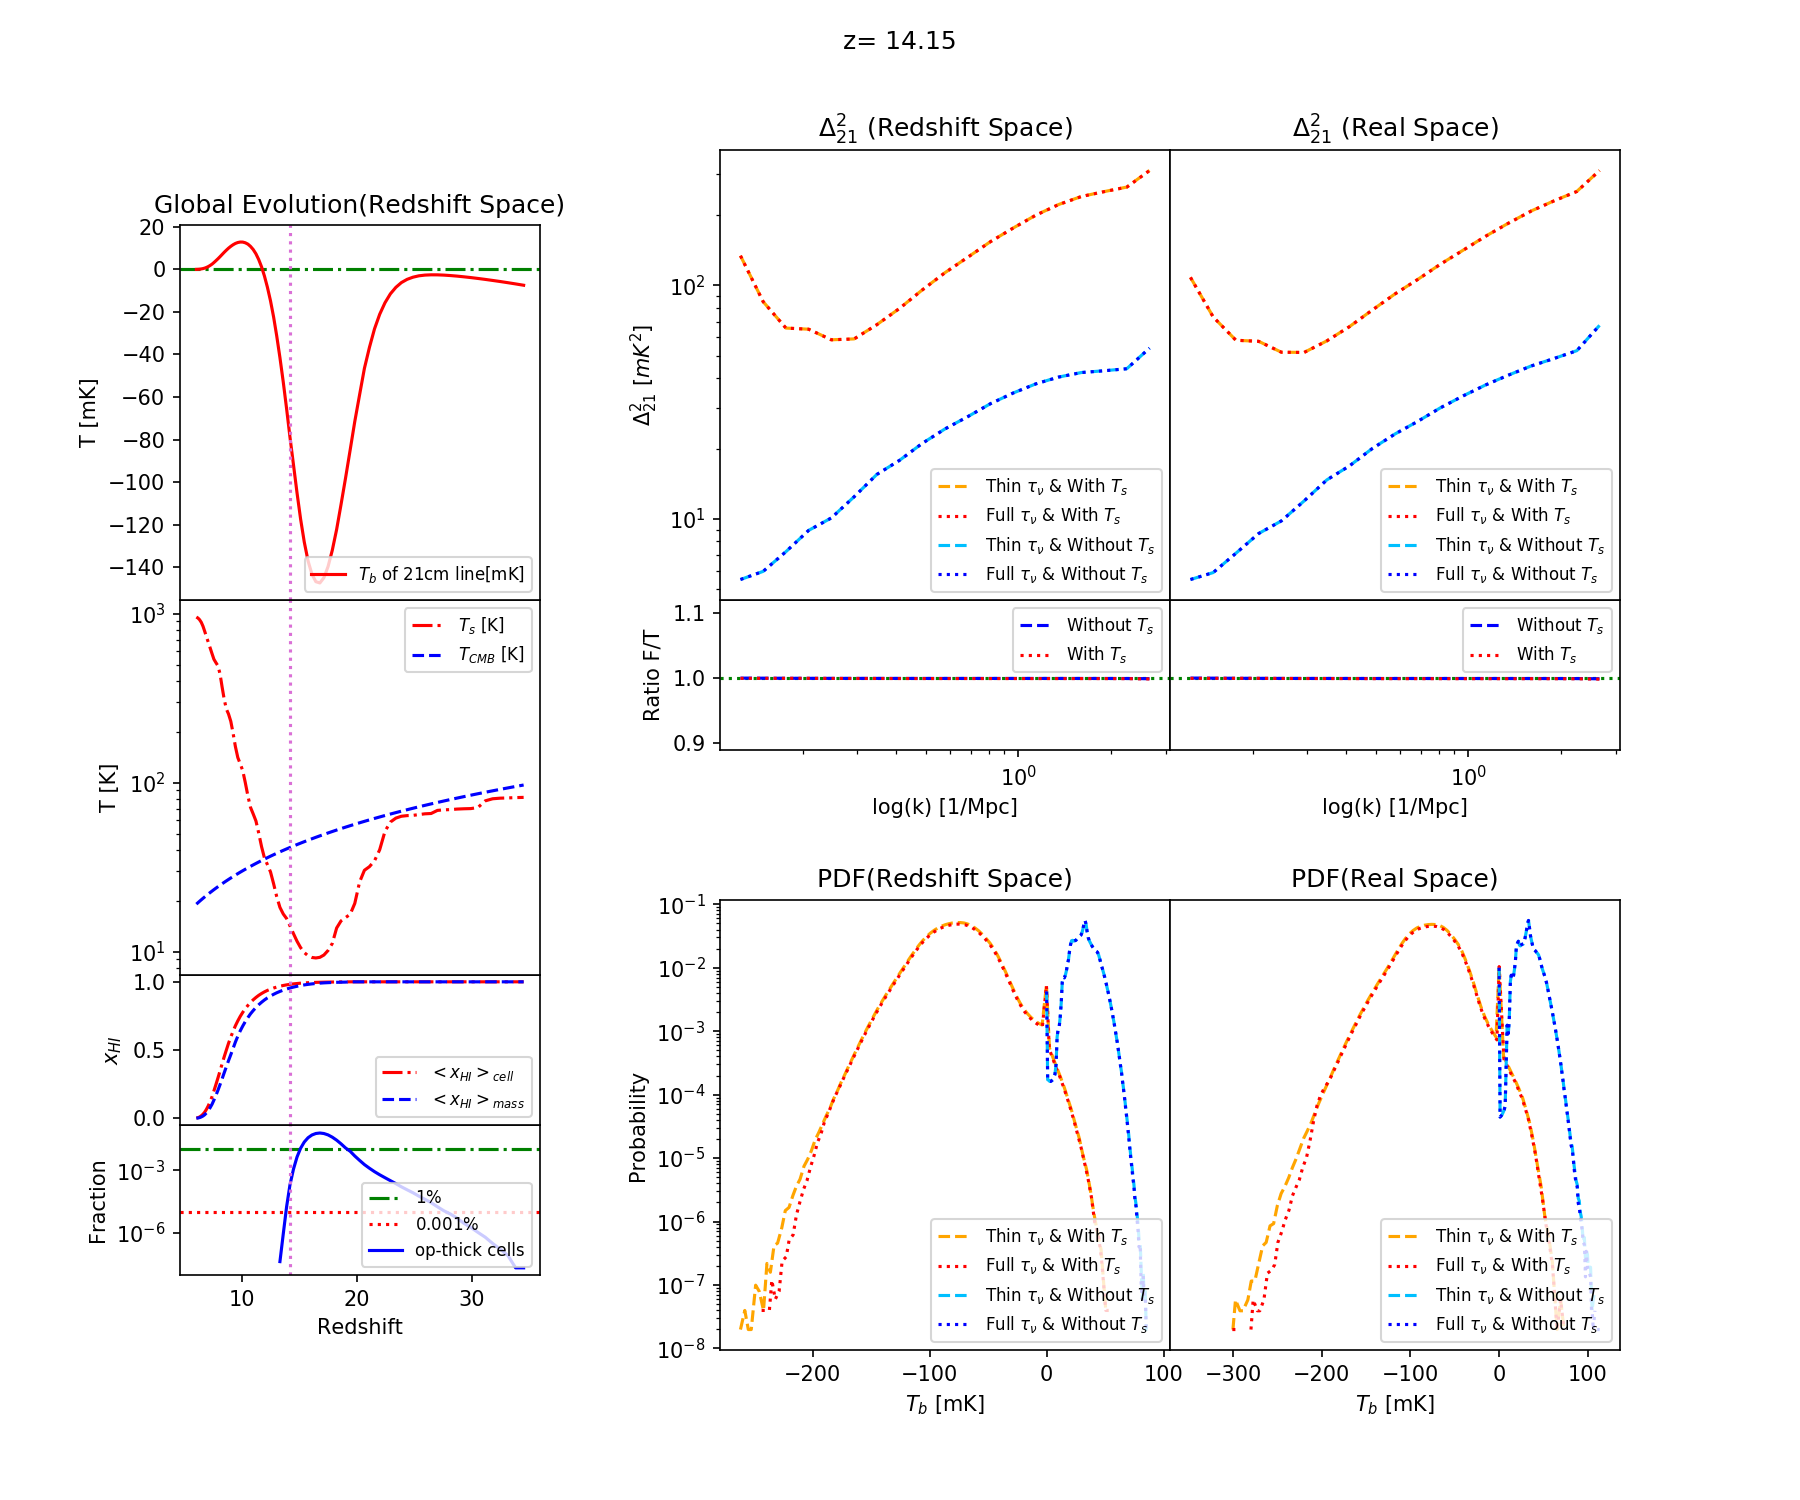 z= 14.15
Global Evolution(Redshift Space)
20
0
−20
−40
−60
−80
−100
−120
−140
T [mK]
T_b of 21cm line[mK]
10^3
10^2
10^1
T [K]
T_s [K]
T_CMB [K]
1.0
0.5
0.0
x_HI
< x_HI >_cell
< x_HI >_mass
10^−3
10^−6
Fraction
1%
0.001%
op-thick cells
10 20 30
Redshift
Δ^2_21 (Redshift Space)
Δ^2_21 (Real Space)
10^2
10^1
Δ^2_21 [mK^2]
Thin τ_ν & With T_s
Full τ_ν & With T_s
Thin τ_ν & Without T_s
Full τ_ν & Without T_s
Thin τ_ν & With T_s
Full τ_ν & With T_s
Thin τ_ν & Without T_s
Full τ_ν & Without T_s
1.1
1.0
0.9
Ratio F/T
Without T_s
With T_s
Without T_s
With T_s
10^0
10^0
log(k) [1/Mpc]
log(k) [1/Mpc]
PDF(Redshift Space)
PDF(Real Space)
10^−1
10^−2
10^−3
10^−4
10^−5
10^−6
10^−7
10^−8
Probability
Thin τ_ν & With T_s
Full τ_ν & With T_s
Thin τ_ν & Without T_s
Full τ_ν & Without T_s
Thin τ_ν & With T_s
Full τ_ν & With T_s
Thin τ_ν & Without T_s
Full τ_ν & Without T_s
−200 −100 0 100
−300 −200 −100 0 100
T_b [mK]
T_b [mK]